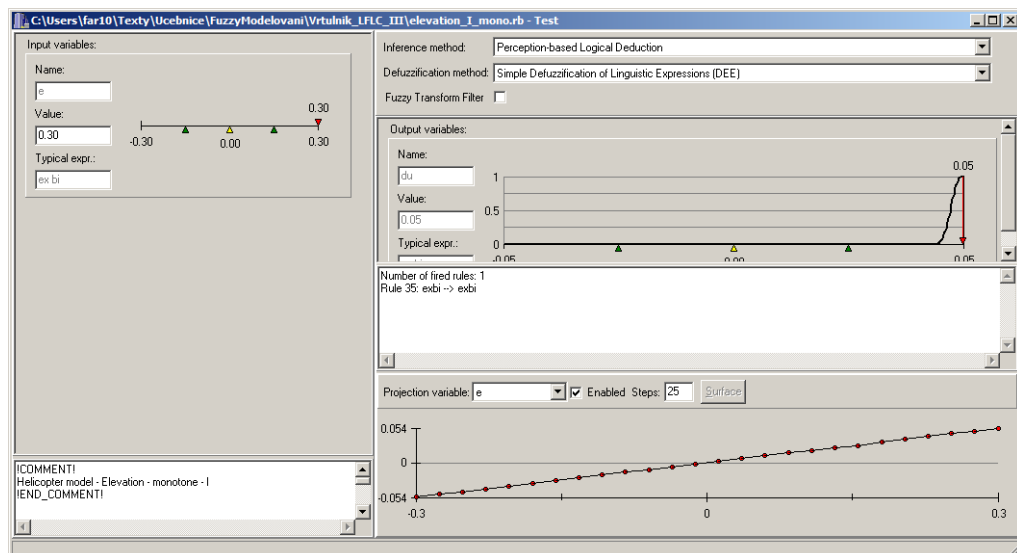 C:\Users\far10\Texty\Ucebnice\FuzzyModelovani\Vrtulnik_LFLC_III\elevation_I_mono.rb - Test
Input variables:
Name:
e
Value:
0.30
Typical expr.:
ex bi
0.30
-0.30
0.00
0.30
!COMMENT!
Helicopter model - Elevation - monotone - I
!END_COMMENT!
Inference method:
Perception-based Logical Deduction
Defuzzification method:
Simple Defuzzification of Linguistic Expressions (DEE)
Fuzzy Transform Filter
Output variables:
Name:
du
Value:
0.05
Typical expr.:
0.05
1
0.5
0
-0.05
0.00
0.05
Number of fired rules: 1
Rule 35: exbi --> exbi
Projection variable:
e
Enabled
Steps:
25
Surface
0.054
0
-0.054
-0.3
0
0.3